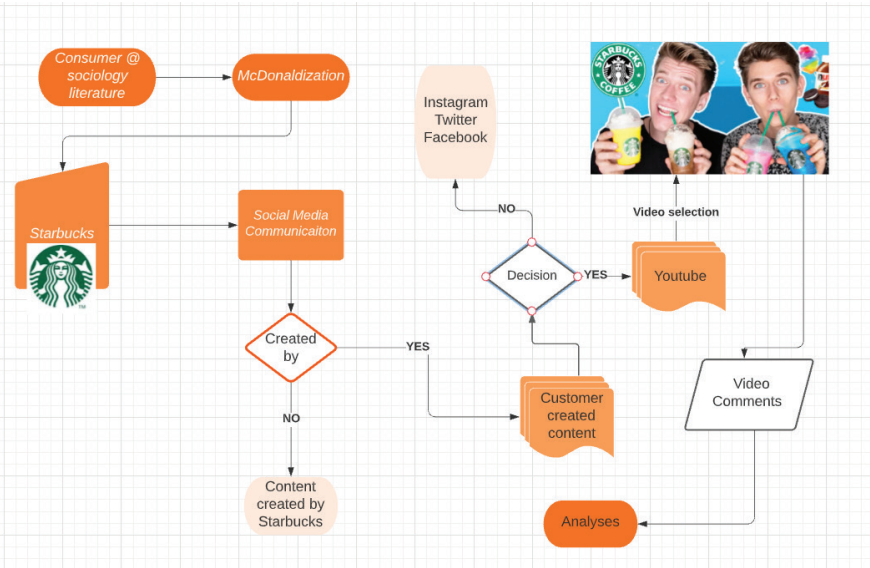 Consumer @
sociology
literature
McDonaldization
Starbucks
Social Media
Communicaiton
Created
by
YES
NO
Content
created by
Starbucks
Customer
created
content
Decision
NO
Instagram
Twitter
Facebook
YES
Youtube
Video selection
STARBUCKS
COFFEE
Video
Comments
Analyses